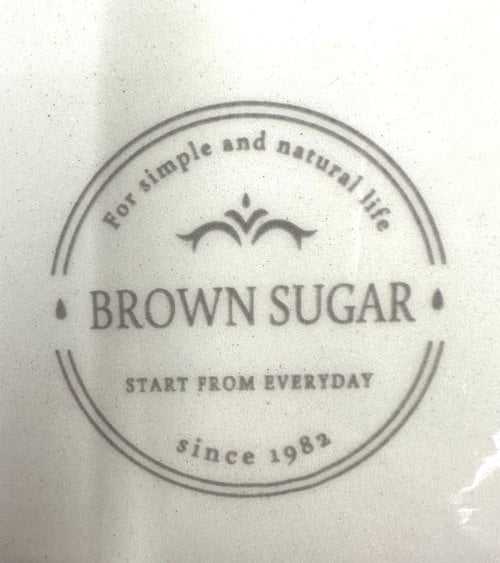 For simple and natural life
BROWN SUGAR
START FROM EVERYDAY
since 1982